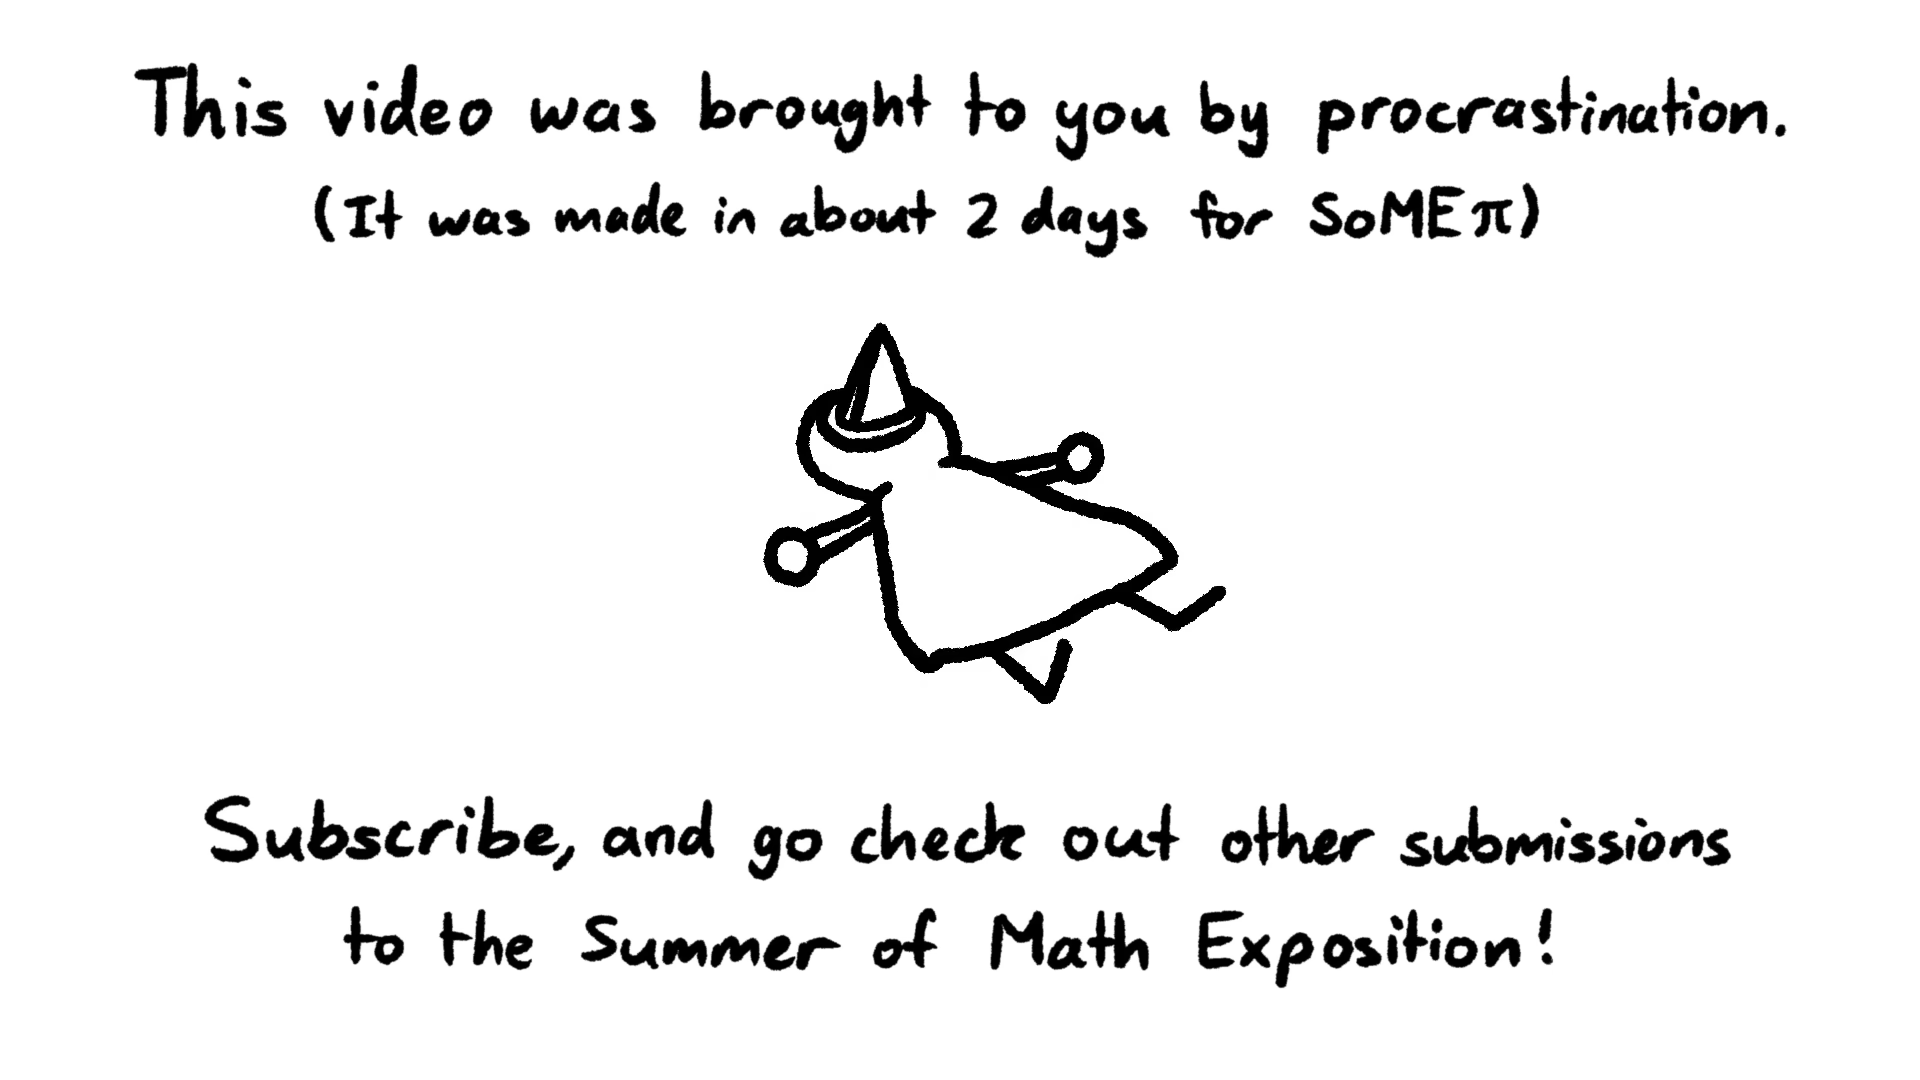 This video was brought to you by procrastination.
(It was made in about 2 days for SoMEπ)
Subscribe, and go check out other submissions
to the Summer of Math Exposition!